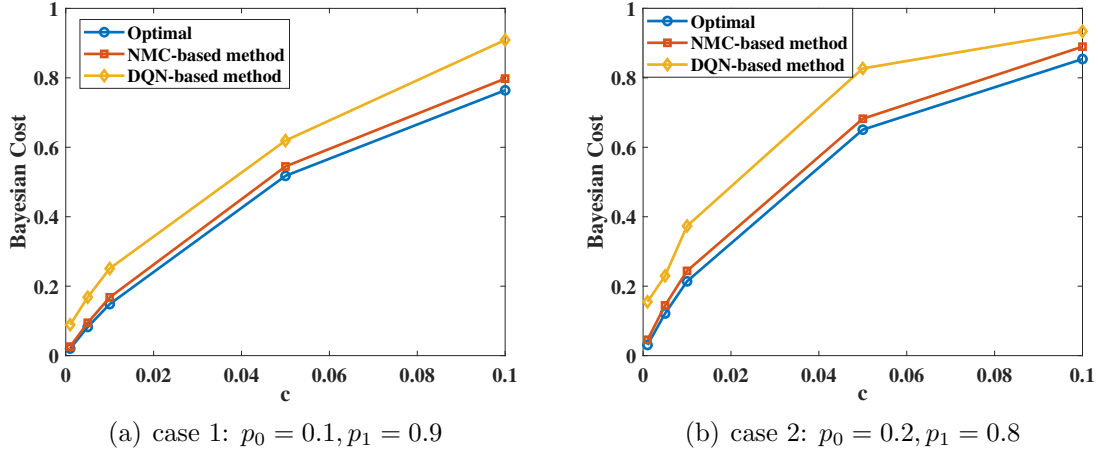 1
0.8
0.6
0.4
0.2
0
Bayesian Cost
Optimal
NMC-based method
DQN-based method
0
0.02
0.04
0.06
0.08
0.1
c
(a) case 1: p₀ = 0.1, p₁ = 0.9
1
0.8
0.6
0.4
0.2
0
Bayesian Cost
Optimal
NMC-based method
DQN-based method
0
0.02
0.04
0.06
0.08
0.1
c
(b) case 2: p₀ = 0.2, p₁ = 0.8